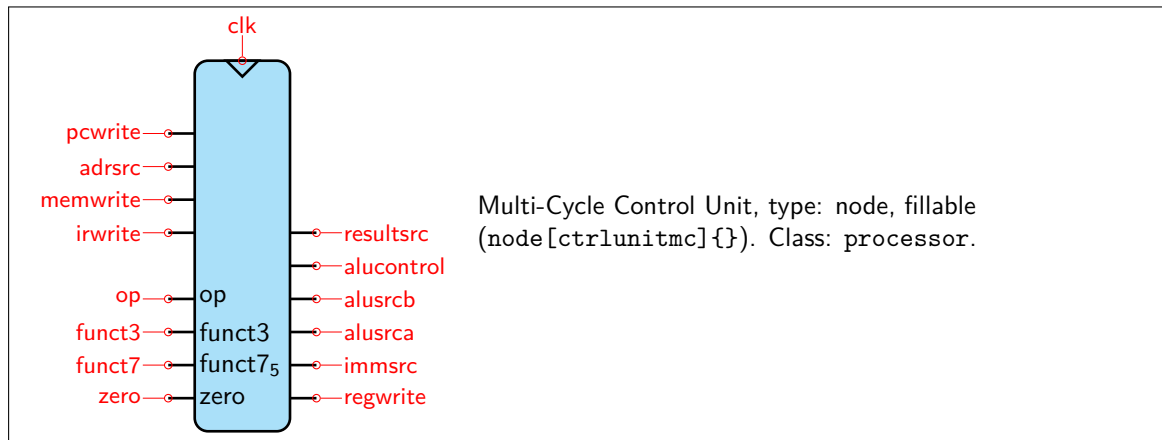 clk
pcwrite
adrsrc
memwrite
irwrite
resultsrc
alucontrol
op op alusrcb
funct3 funct3 alusrca
funct7 funct7₅ immsrc
zero zero regwrite
Multi-Cycle Control Unit, type: node, fillable
(node[ctrlunitmc]{}). Class: processor.